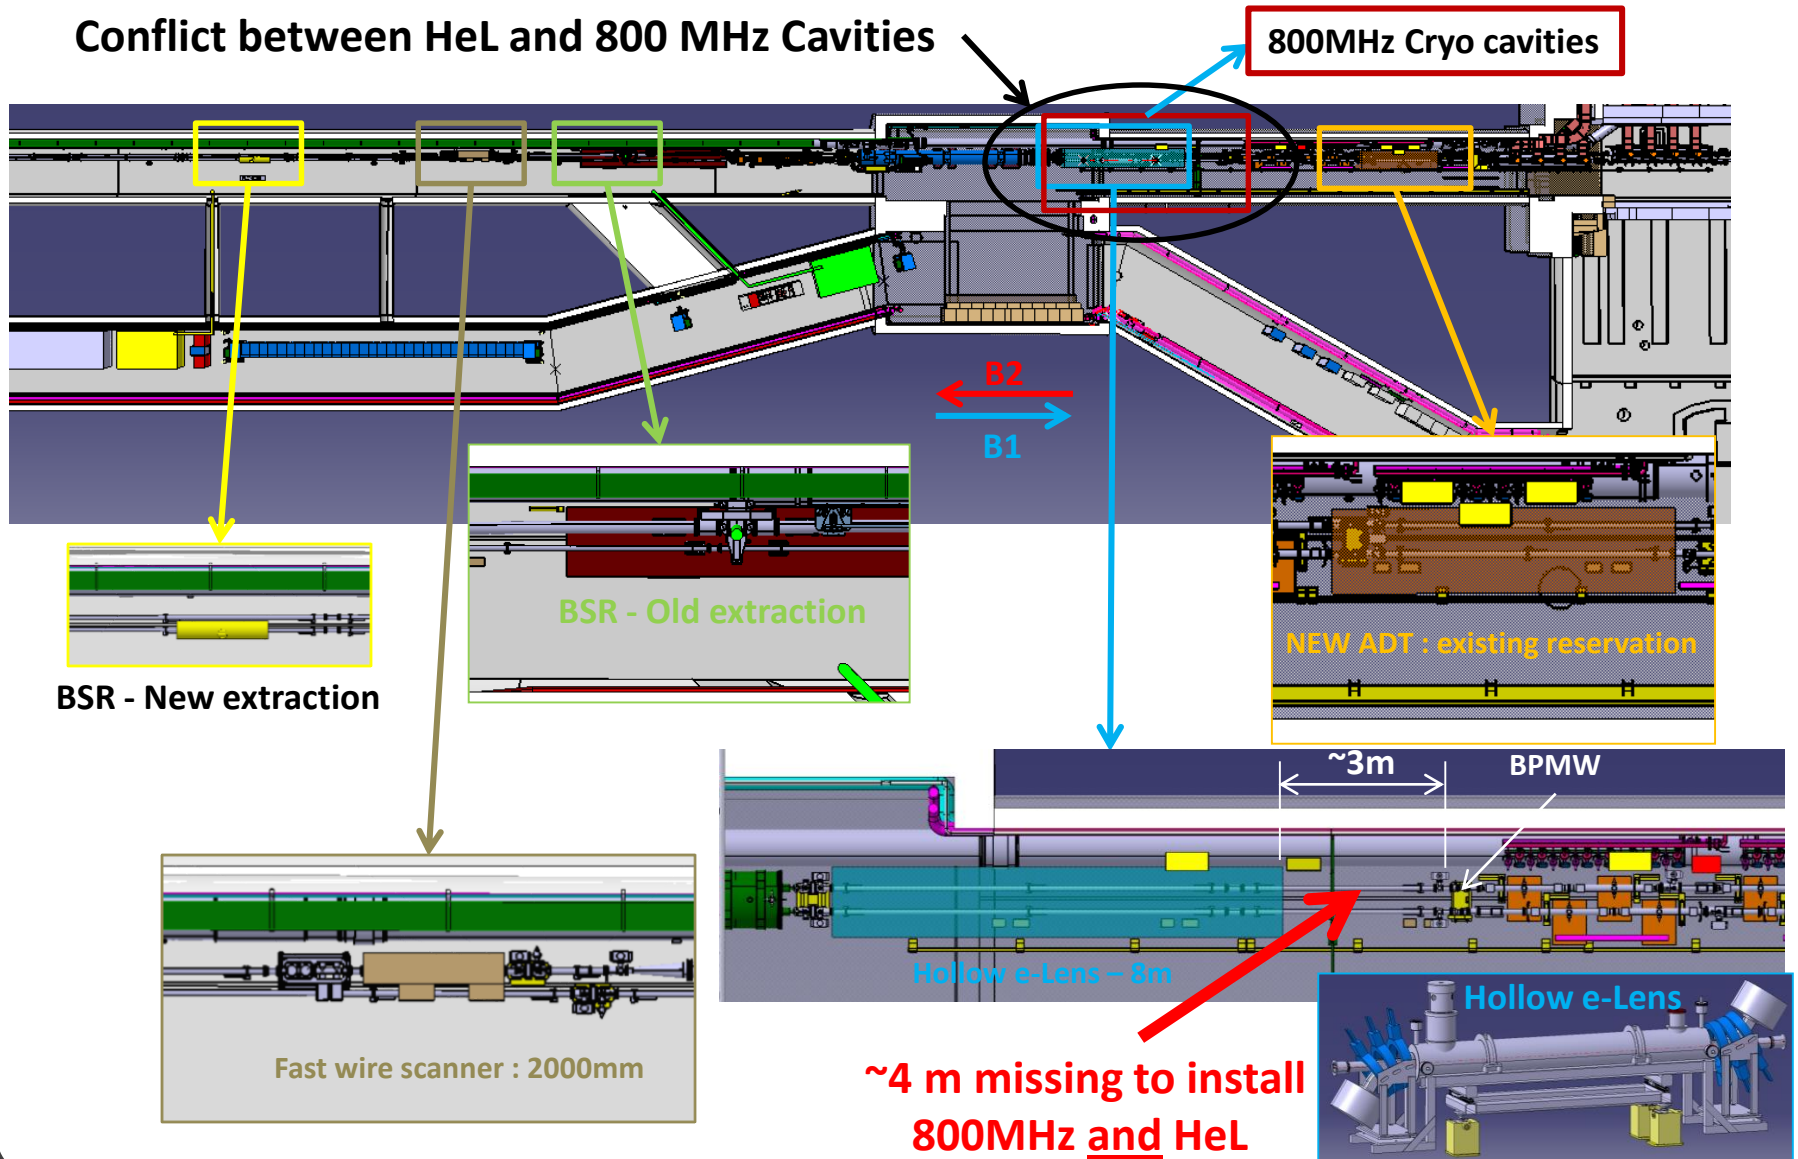 Conflict between HeL and 800 MHz Cavities
800MHz Cryo cavities
B2
B1
BSR - Old extraction
NEW ADT : existing reservation
BSR - New extraction
~3m
BPMW
Hollow e-Lens – 8m
Hollow e-Lens
Fast wire scanner : 2000mm
~4 m missing to install
800MHz and HeL